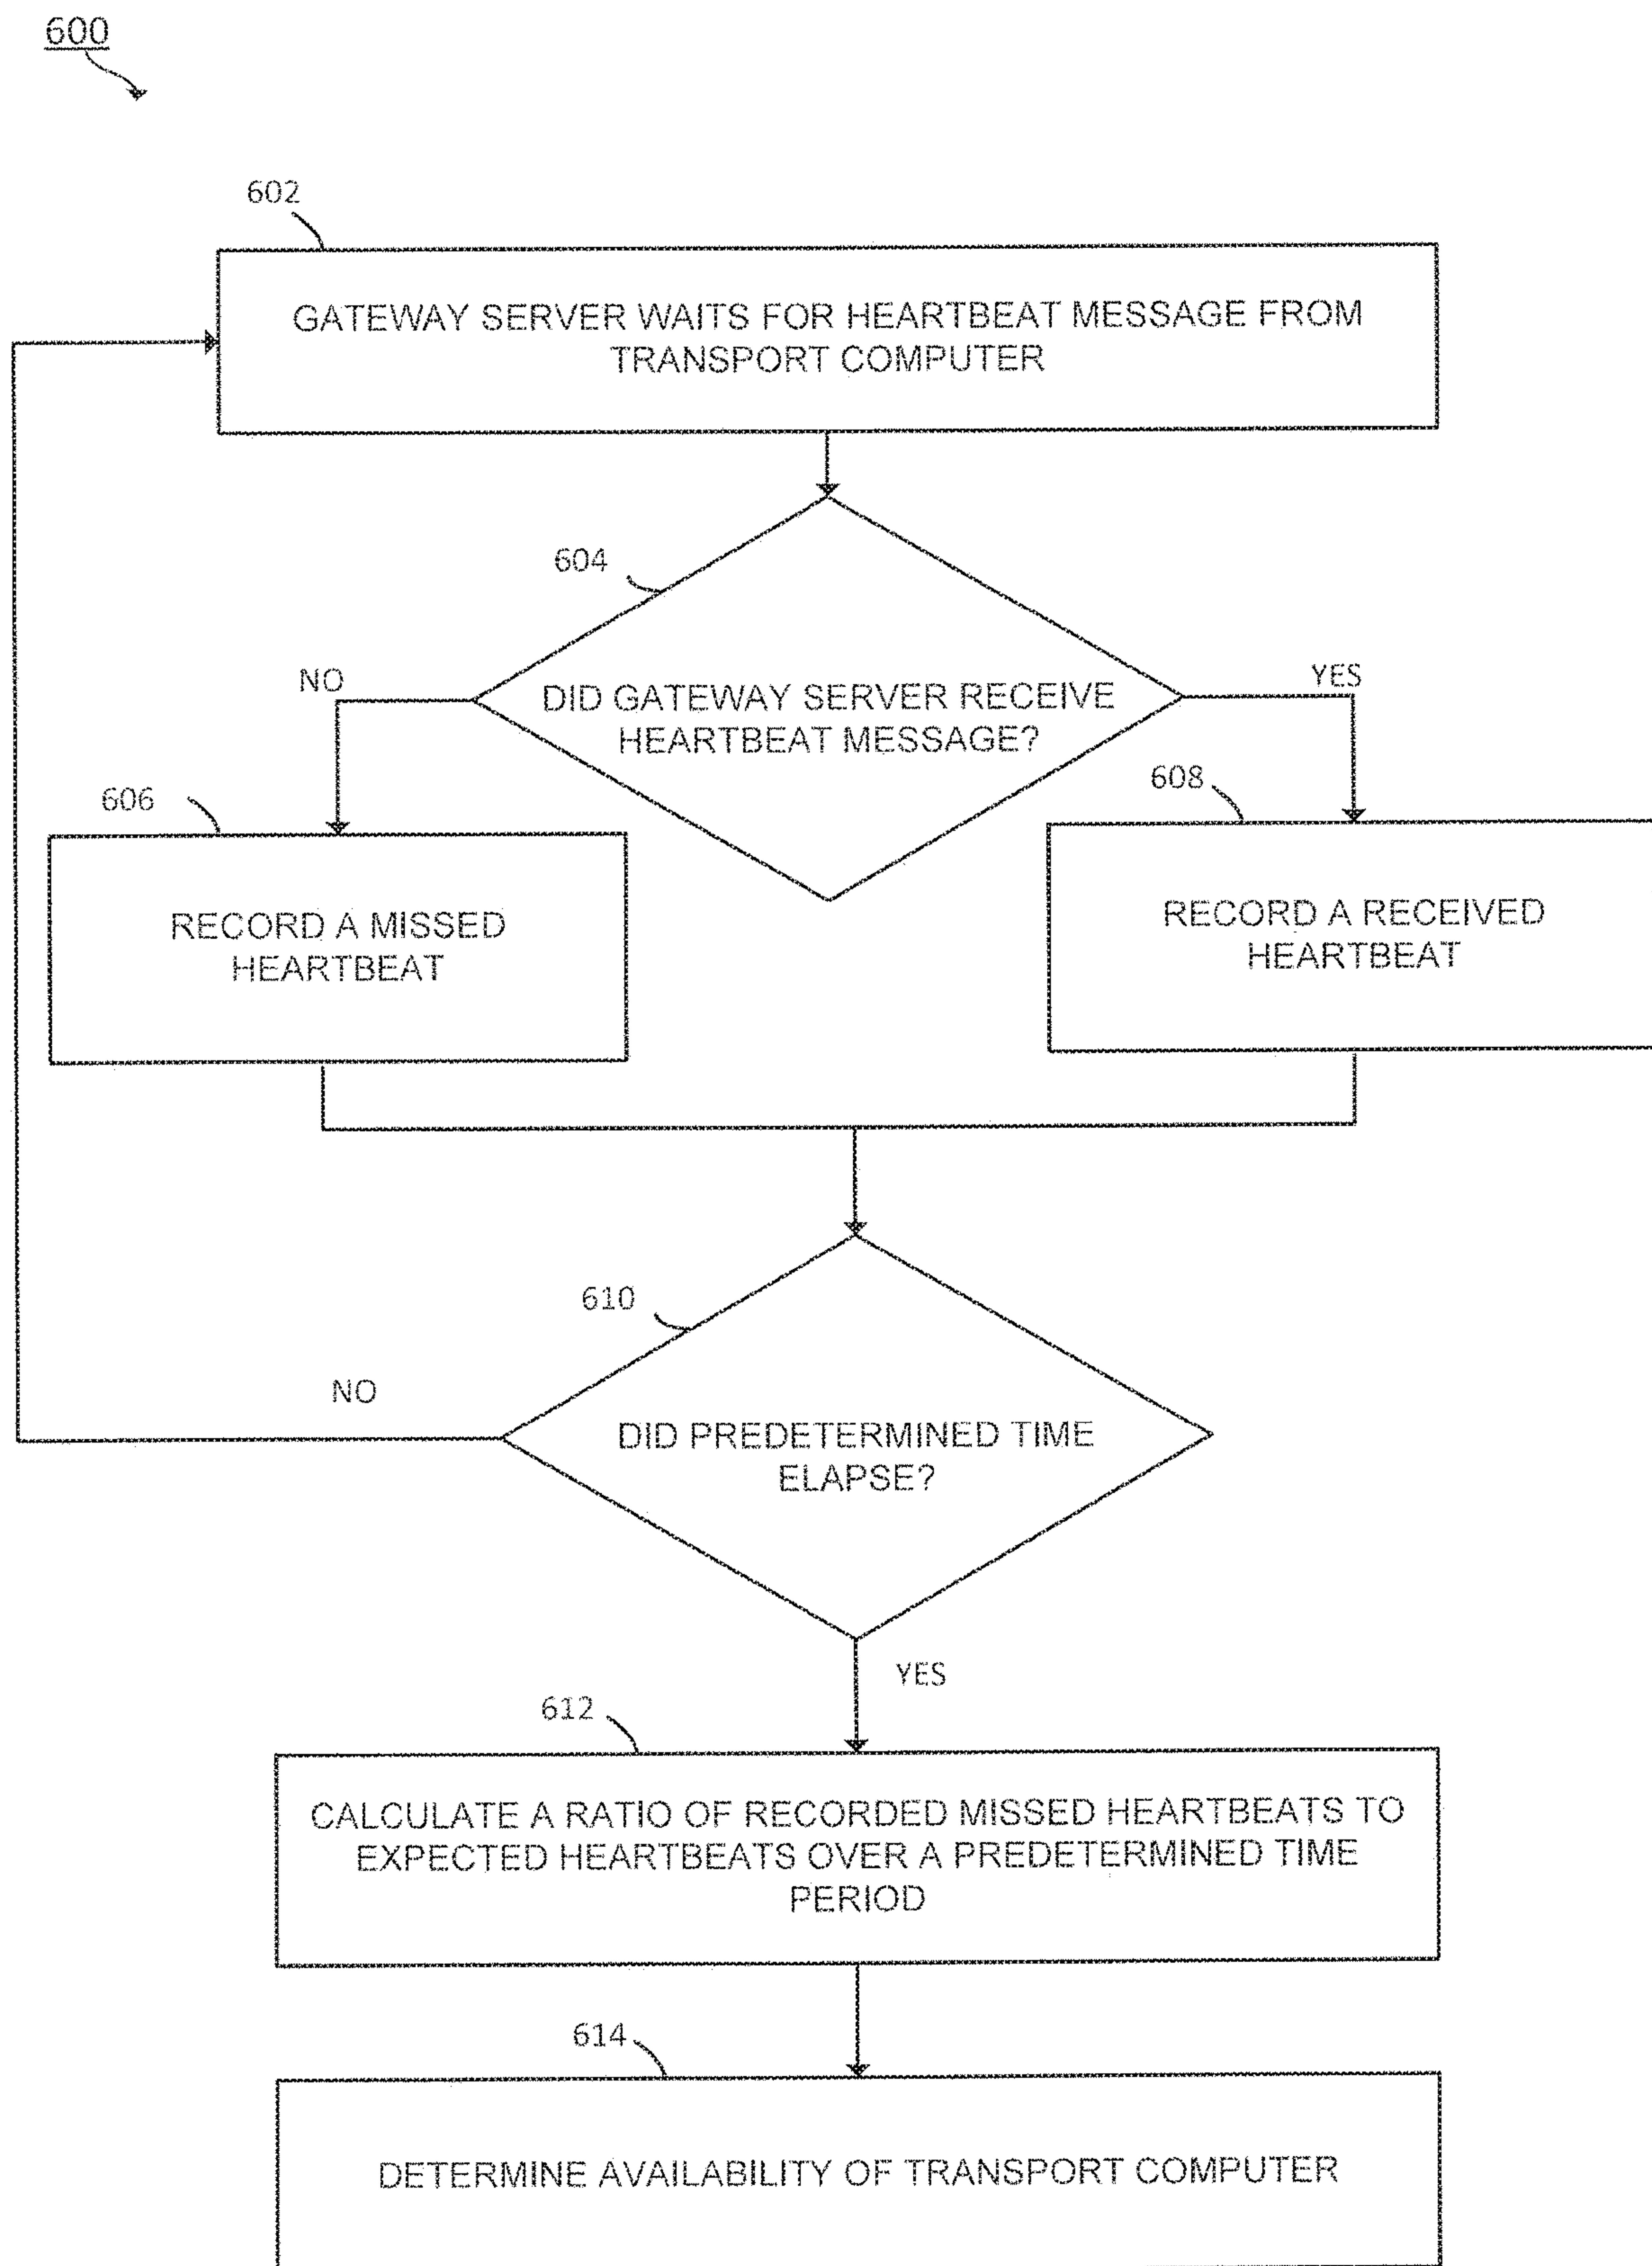 600
602
GATEWAY SERVER WAITS FOR HEARTBEAT MESSAGE FROM
TRANSPORT COMPUTER
604
NO
YES
DID GATEWAY SERVER RECEIVE
HEARTBEAT MESSAGE?
606
608
RECORD A MISSED
HEARTBEAT
RECORD A RECEIVED
HEARTBEAT
610
NO
DID PREDETERMINED TIME
ELAPSE?
YES
612
CALCULATE A RATIO OF RECORDED MISSED HEARTBEATS TO
EXPECTED HEARTBEATS OVER A PREDETERMINED TIME
PERIOD
614
DETERMINE AVAILABILITY OF TRANSPORT COMPUTER